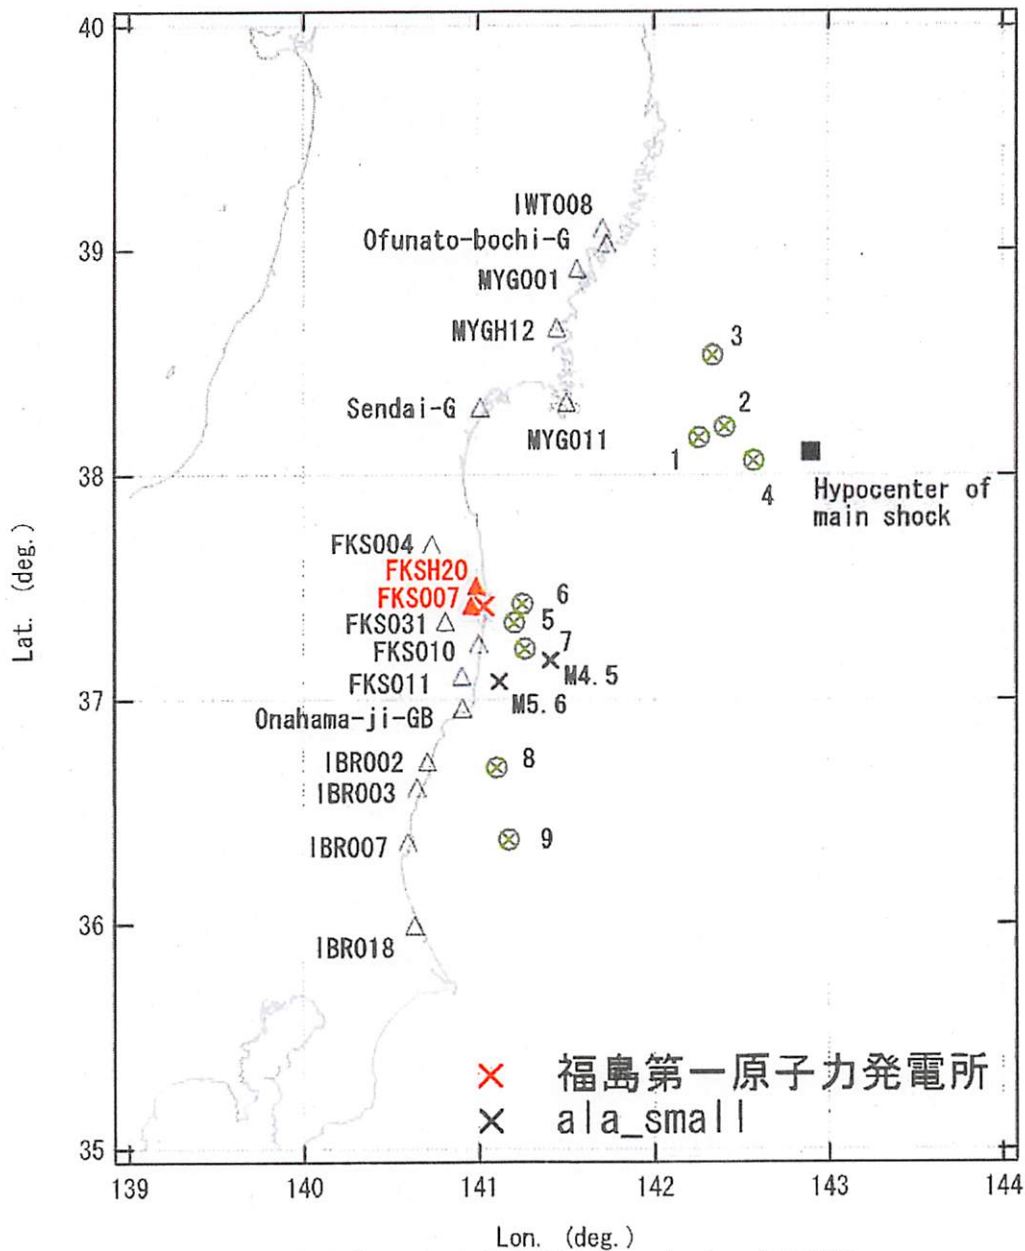 40
IWT008
39
Ofunato-bochi-G
MYG001
MYGH12
3
Sendai-G
2
MYG011
1
4
38
Hypocenter of
main shock
FKS004
FKSH20
FKS007
6
FKS031
5
FKS010
7
M4.5
FKS011
M5.6
37
Onahama-ji-GB
IBR002
8
IBR003
IBR007
9
36
IBR018
福島第一原子力発電所
ala_small
35
139
140
141
142
143
144
Lat. (deg.)
Lon. (deg.)